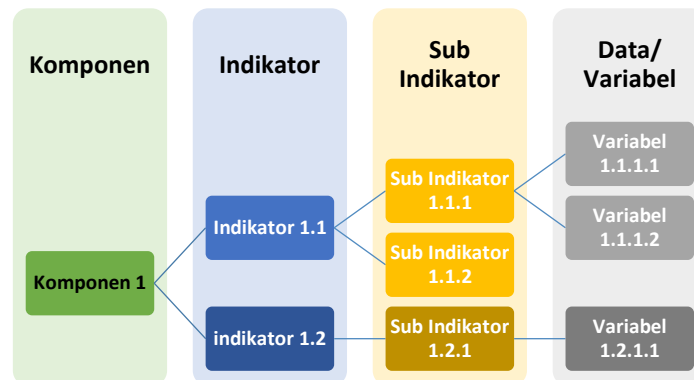 Komponen
Indikator
Sub
Indikator
Data/
Variabel
Komponen 1
Indikator 1.1
indikator 1.2
Sub Indikator
1.1.1
Sub Indikator
1.1.2
Sub Indikator
1.2.1
Variabel
1.1.1.1
Variabel
1.1.1.2
Variabel
1.2.1.1